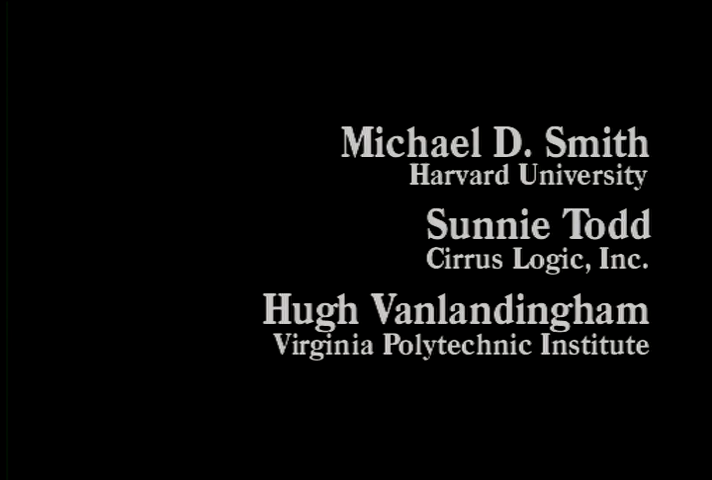 Michael D. Smith
Harvard University
Sunnie Todd
Cirrus Logic, Inc.
Hugh Vanlandingham
Virginia Polytechnic Institute